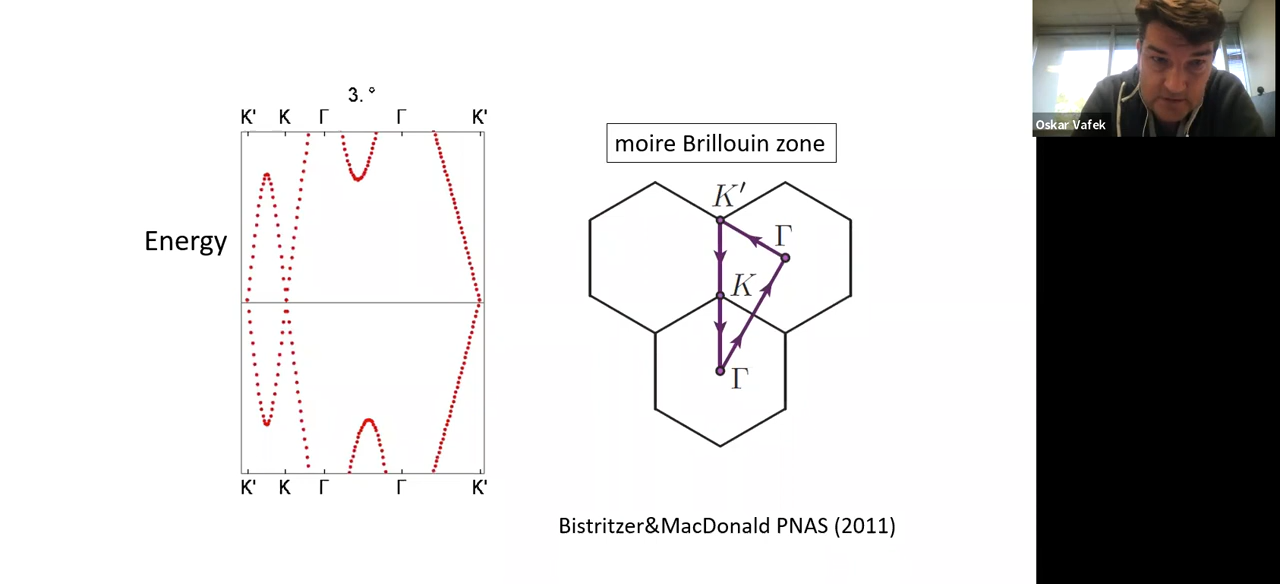 3. °
K' K Γ Γ K'
Energy
K' K Γ Γ K'
moire Brillouin zone
K′
Γ
K
Γ
Bistritzer&MacDonald PNAS (2011)
Oskar Vafek